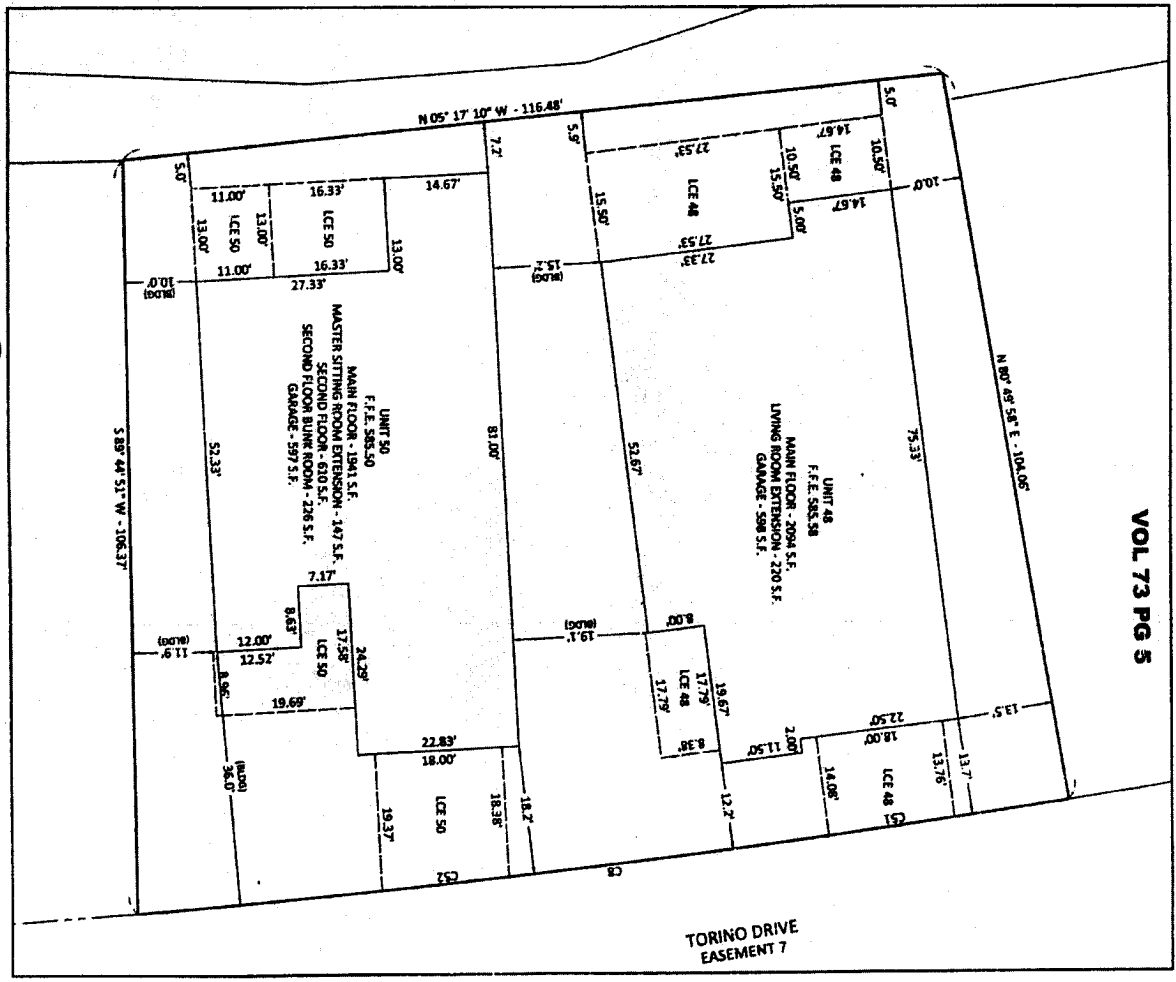 VOL 73 PG 5
N 05° 17' 10" W - 116.48'
N 80° 49' 58" E - 104.06'
S 89° 44' 51" W - 106.37'
5.0'
14.67'
LCE 48
10.50'
10.50'
14.67'
10.0'
5.9'
27.53'
LCE 48
15.50'
15.50'
5.00'
27.53'
27.33'
7.2'
15.2'
(BLDG)
14.67'
16.33'
11.00'
5.0'
LCE 50
LCE 50
13.00'
13.00'
13.00'
16.33'
11.00'
27.33'
10.0'
(BLDG)
75.33'
UNIT 48
F.F.E. 585.58
MAIN FLOOR - 2094 S.F.
LIVING ROOM EXTENSION - 220 S.F.
GARAGE - 598 S.F.
52.67'
81.00'
UNIT 50
F.F.E. 585.50
MAIN FLOOR - 1941 S.F.
MASTER SITTING ROOM EXTENSION - 147 S.F.
SECOND FLOOR - 610 S.F.
SECOND FLOOR BUNK ROOM - 226 S.F.
GARAGE - 597 S.F.
52.33'
7.17'
8.63'
12.00'
12.52'
LCE 50
17.58'
24.29'
11.9'
(BLDG)
8.96'
19.69'
22.83'
18.00'
19.37'
LCE 50
18.38'
18.2'
36.0'
(BLDG)
19.1'
(BLDG)
8.00'
LCE 48
17.79'
17.79'
19.67'
8.38'
11.50'
2.00'
12.2'
22.50'
18.00'
14.08'
LCE 48
13.76'
13.7'
13.5'
C51
C8
C52
TORINO DRIVE
EASEMENT 7